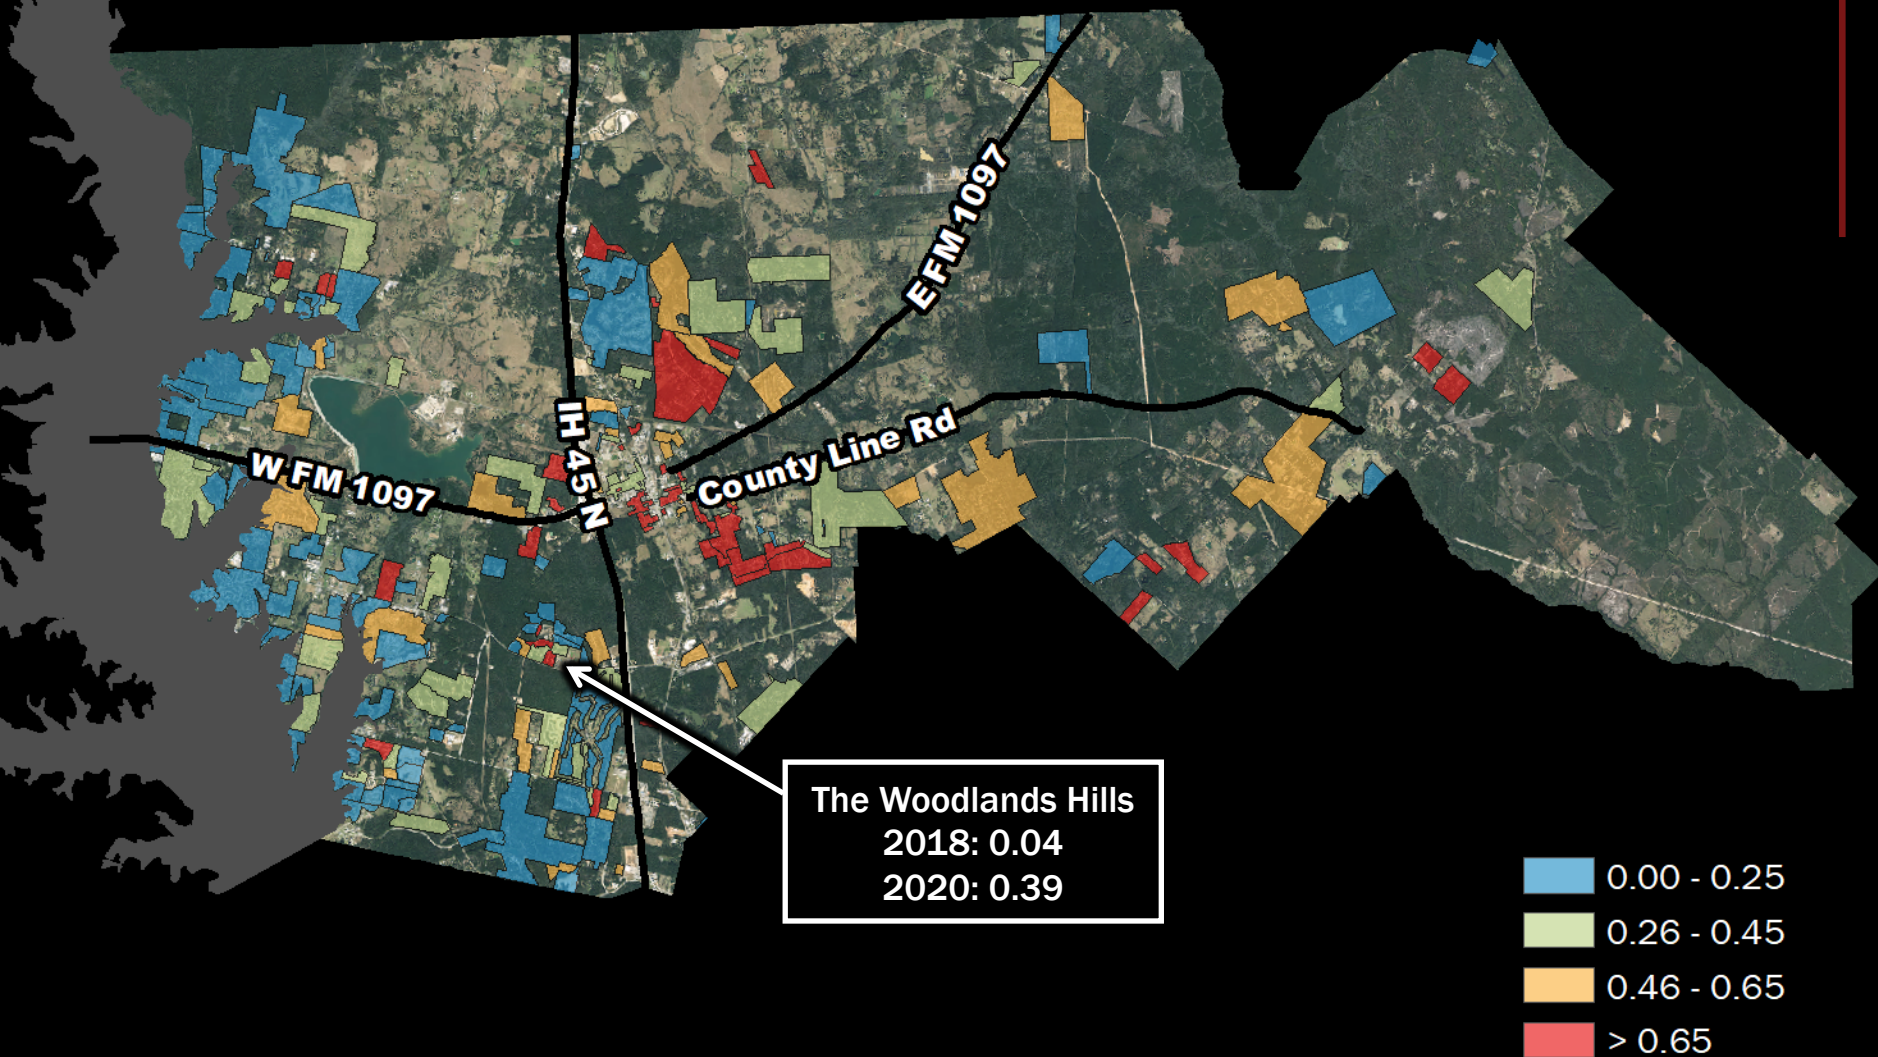 E FM 1097
IH 45 N
County Line Rd
W FM 1097
The Woodlands Hills
2018: 0.04
2020: 0.39
0.00 - 0.25
0.26 - 0.45
0.46 - 0.65
> 0.65